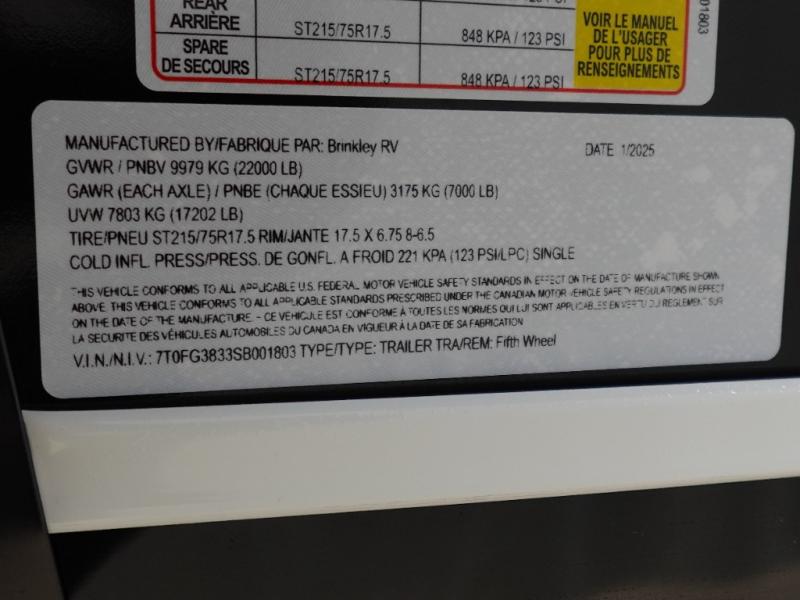 REAR
ARRIÈRE ST215/75R17.5 848 KPA / 123 PSI
SPARE
DE SECOURS ST215/75R17.5 848 KPA / 123 PSI
VOIR LE MANUEL
DE L'USAGER
POUR PLUS DE
RENSEIGNEMENTS
01803
MANUFACTURED BY/FABRIQUE PAR: Brinkley RV DATE 1/2025
GVWR / PNBV 9979 KG (22000 LB)
GAWR (EACH AXLE) / PNBE (CHAQUE ESSIEU) 3175 KG (7000 LB)
UVW 7803 KG (17202 LB)
TIRE/PNEU ST215/75R17.5 RIM/JANTE 17.5 X 6.75 8-6.5
COLD INFL. PRESS/PRESS. DE GONFL. A FROID 221 KPA (123 PSI/LPC) SINGLE
THIS VEHICLE CONFORMS TO ALL APPLICABLE U.S. FEDERAL MOTOR VEHICLE SAFETY STANDARDS IN EFFECT ON THE DATE OF MANUFACTURE SHOWN
ABOVE. THIS VEHICLE CONFORMS TO ALL APPLICABLE STANDARDS PRESCRIBED UNDER THE CANADIAN MOTOR VEHICLE SAFETY REGULATIONS IN EFFECT
ON THE DATE OF THE MANUFACTURE. - CE VÉHICULE EST CONFORME À TOUTES LES NORMES QUI LUI SONT APPLICABLES EN VERTU DU REGLEMENT SUR
LA SECURITE DES VÉHICULES AUTOMOBILES DU CANADA EN VIGUEUR À LA DATE DE SA FABRICATION
V.I.N./N.I.V.: 7T0FG3833SB001803 TYPE/TYPE: TRAILER TRA/REM: Fifth Wheel